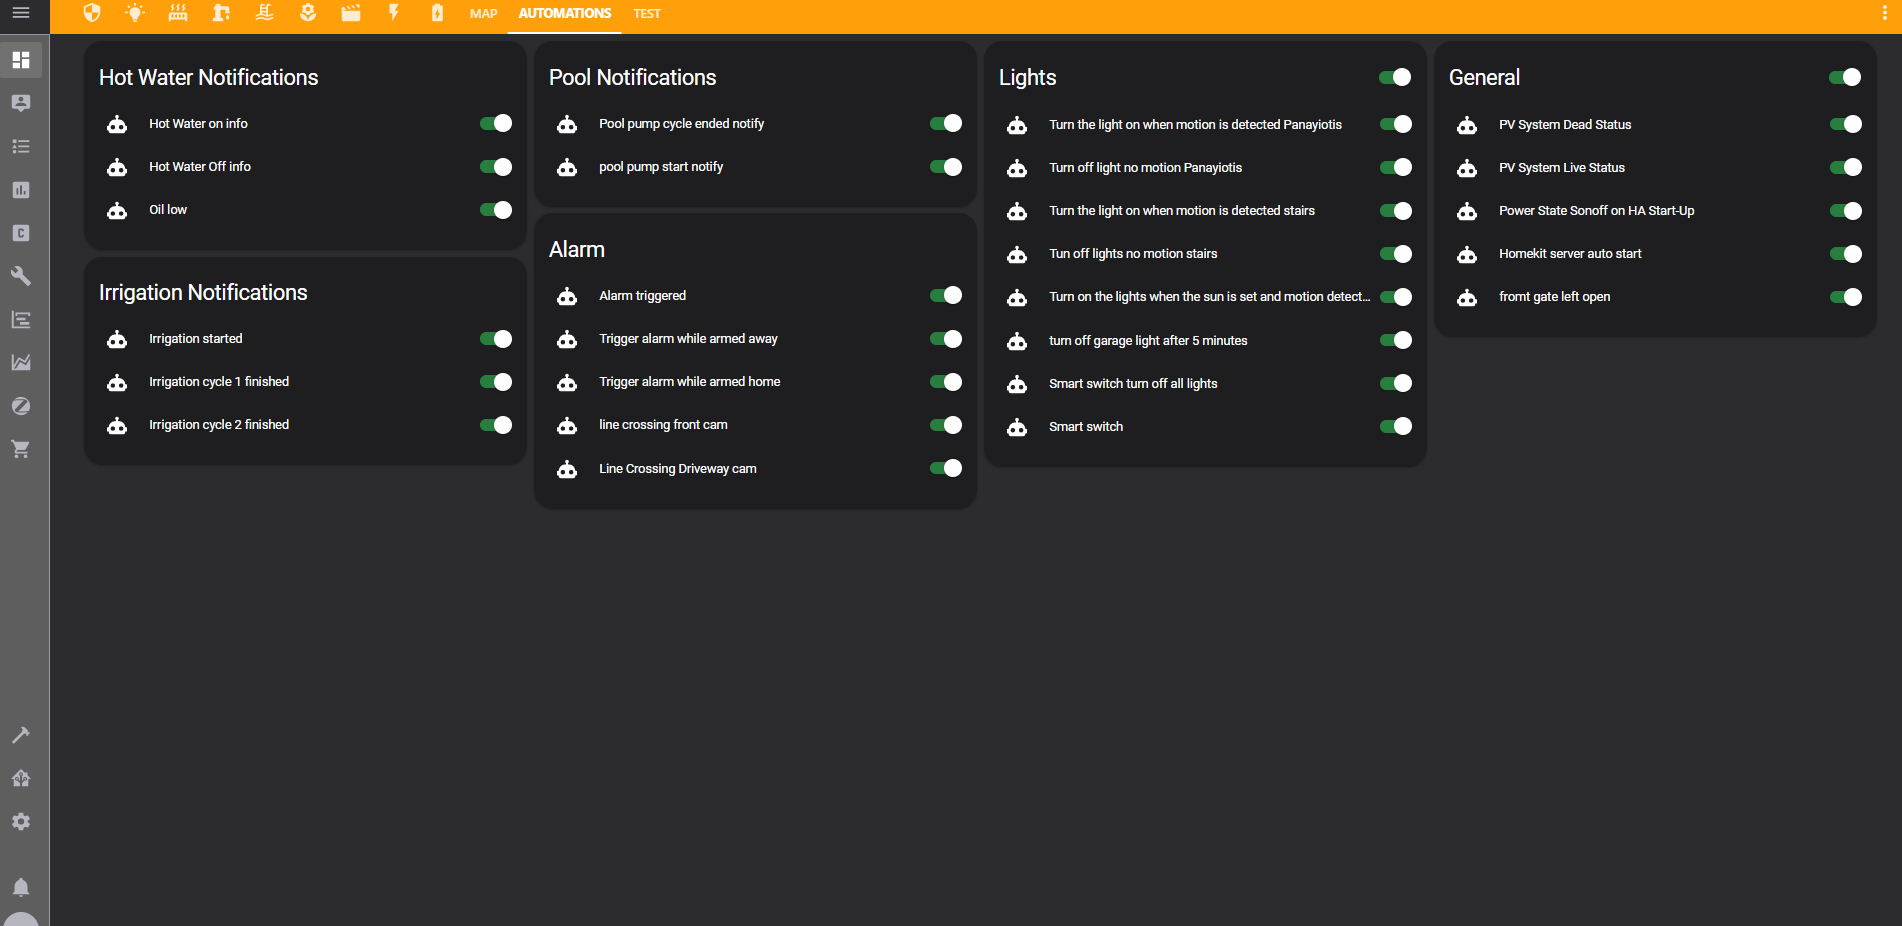 MAP AUTOMATIONS TEST
Hot Water Notifications
Hot Water on info
Hot Water Off info
Oil low
Irrigation Notifications
Irrigation started
Irrigation cycle 1 finished
Irrigation cycle 2 finished
Pool Notifications
Pool pump cycle ended notify
pool pump start notify
Alarm
Alarm triggered
Trigger alarm while armed away
Trigger alarm while armed home
line crossing front cam
Line Crossing Driveway cam
Lights
Turn the light on when motion is detected Panayiotis
Turn off light no motion Panayiotis
Turn the light on when motion is detected stairs
Tun off lights no motion stairs
Turn on the lights when the sun is set and motion detect...
turn off garage light after 5 minutes
Smart switch turn off all lights
Smart switch
General
PV System Dead Status
PV System Live Status
Power State Sonoff on HA Start-Up
Homekit server auto start
fromt gate left open
C